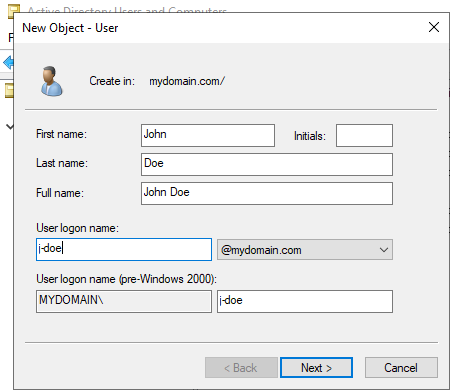 Active Directory Users and Computers
New Object - User
Create in: mydomain.com/
First name: John Initials:
Last name: Doe
Full name: John Doe
User logon name:
j-doe @mydomain.com
User logon name (pre-Windows 2000):
MYDOMAIN\ j-doe
< Back Next > Cancel